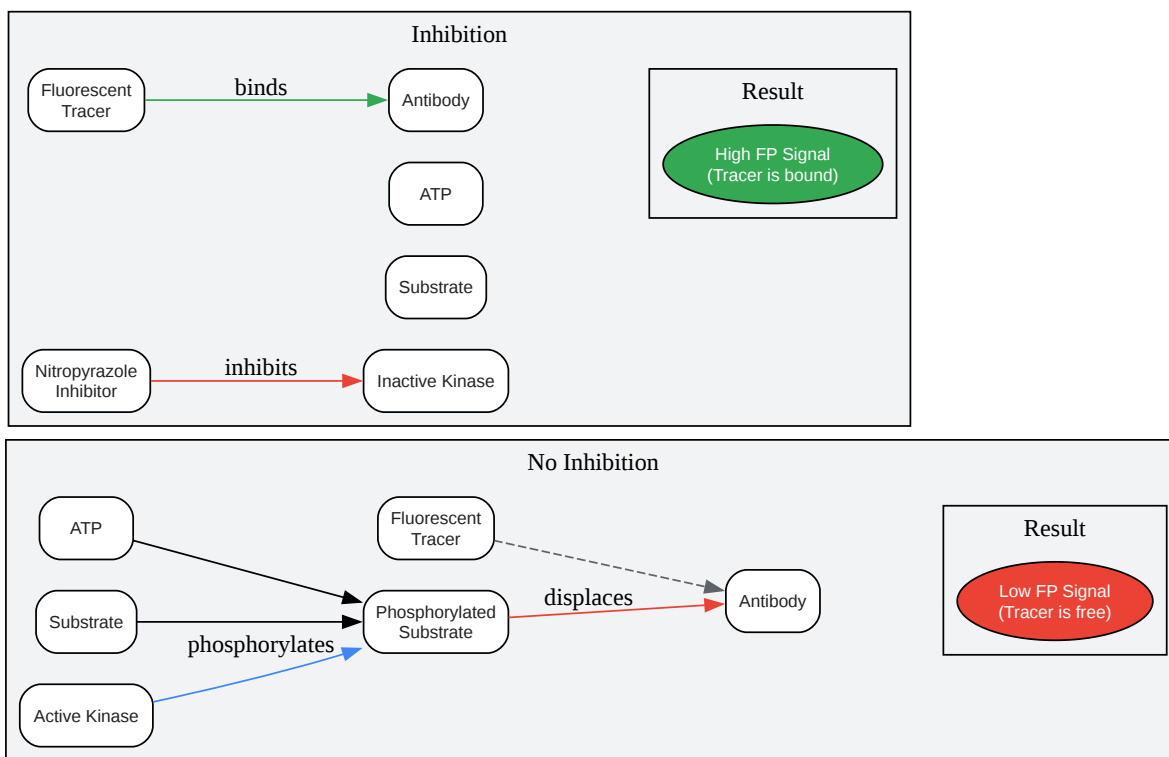 Inhibition
Fluorescent
Tracer
binds
Antibody
ATP
Substrate
Nitropyrazole
Inhibitor
inhibits
Inactive Kinase
Result
High FP Signal
(Tracer is bound)
No Inhibition
ATP
Substrate
Active Kinase
phosphorylates
Fluorescent
Tracer
Phosphorylated
Substrate
displaces
Antibody
Result
Low FP Signal
(Tracer is free)